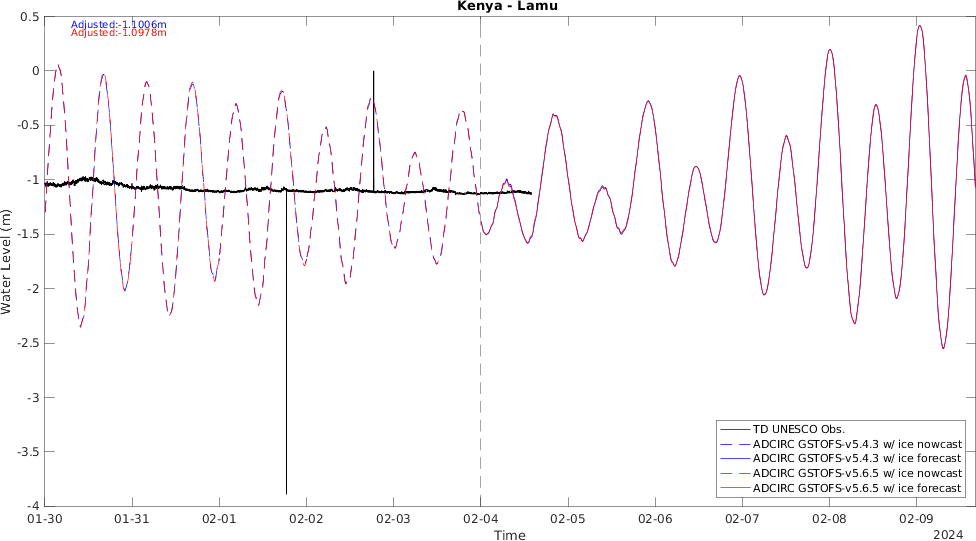 Kenya - Lamu
Adjusted:-1.1006m
Adjusted:-1.0978m
0.5
0
-0.5
-1
-1.5
-2
-2.5
-3
-3.5
-4
Water Level (m)
TD UNESCO Obs.
ADCIRC GSTOFS-v5.4.3 w/ ice nowcast
ADCIRC GSTOFS-v5.4.3 w/ ice forecast
ADCIRC GSTOFS-v5.6.5 w/ ice nowcast
ADCIRC GSTOFS-v5.6.5 w/ ice forecast
01-30 01-31 02-01 02-02 02-03 02-04 02-05 02-06 02-07 02-08 02-09
Time
2024